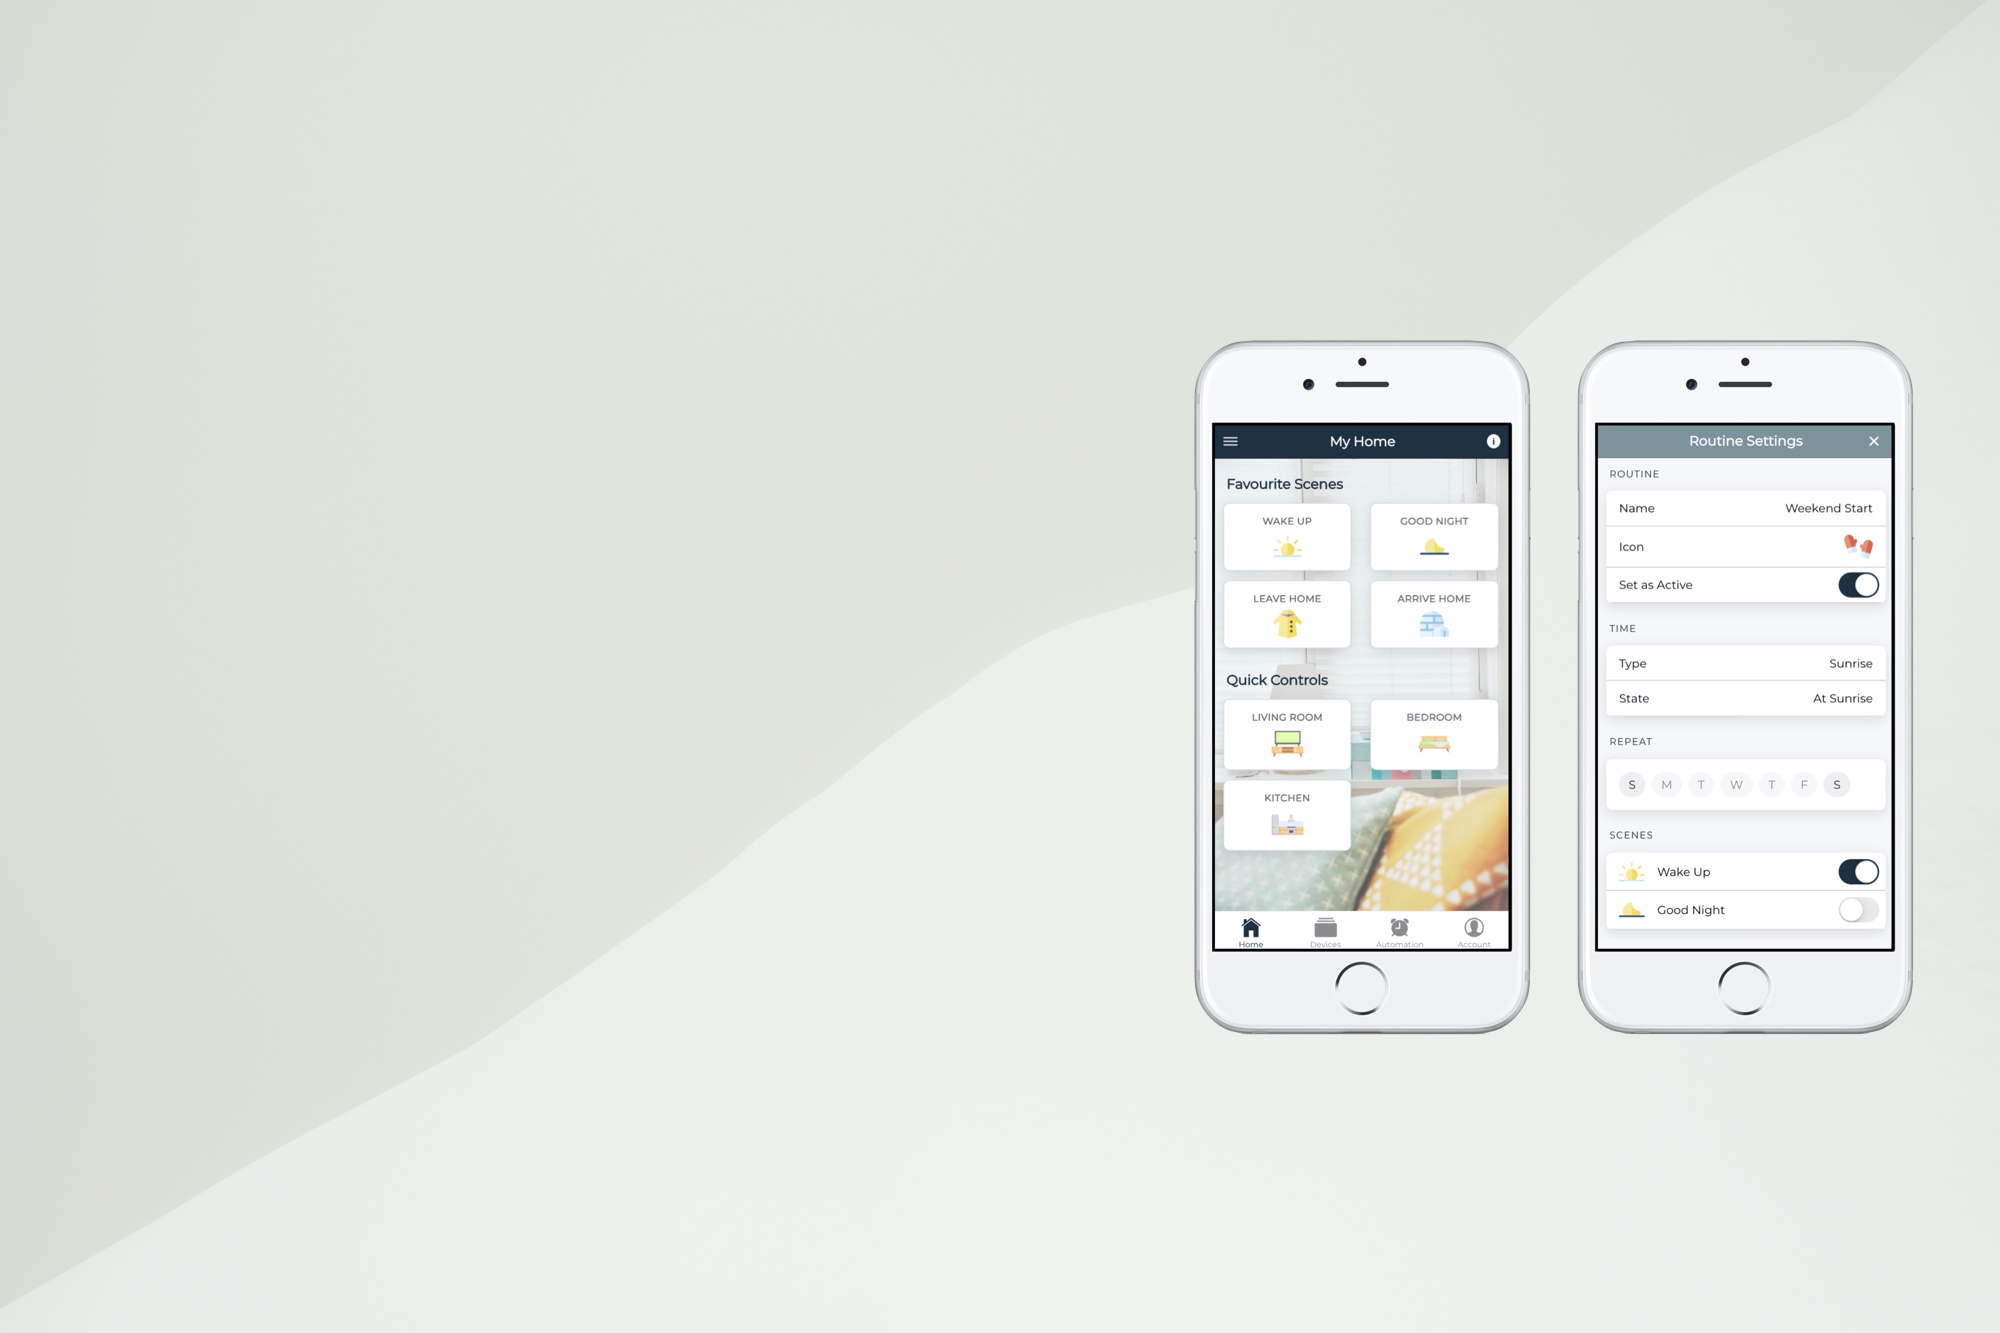 My Home
i
Favourite Scenes
WAKE UP
GOOD NIGHT
LEAVE HOME
ARRIVE HOME
Quick Controls
LIVING ROOM
BEDROOM
KITCHEN
Home
Devices
Automation
Account
Routine Settings
ROUTINE
Name Weekend Start
Icon
Set as Active
TIME
Type Sunrise
State At Sunrise
REPEAT
S M T W T F S
SCENES
Wake Up
Good Night